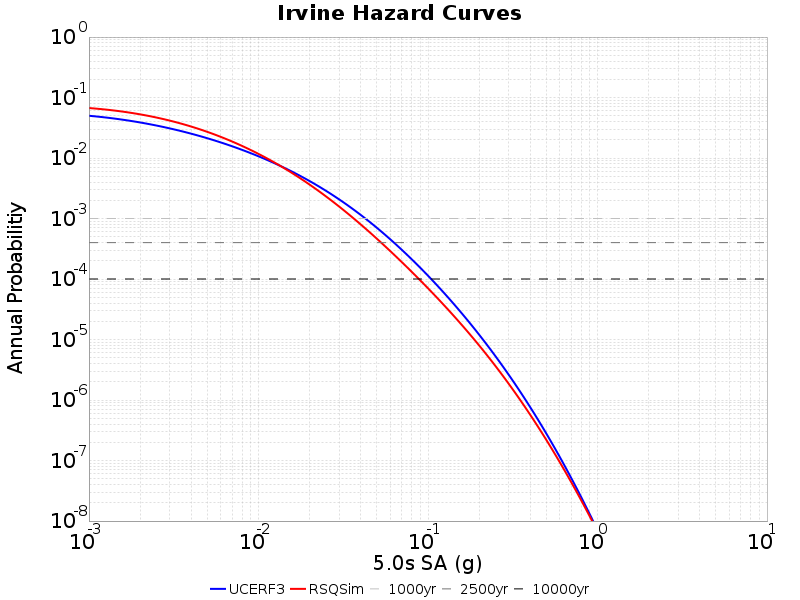 Irvine Hazard Curves
Annual Probabilitiy
10^0
10^-1
10^-2
10^-3
10^-4
10^-5
10^-6
10^-7
10^-8
10^-3 10^-2 10^-1 10^0 10^1
5.0s SA (g)
UCERF3 RSQSim 1000yr 2500yr 10000yr